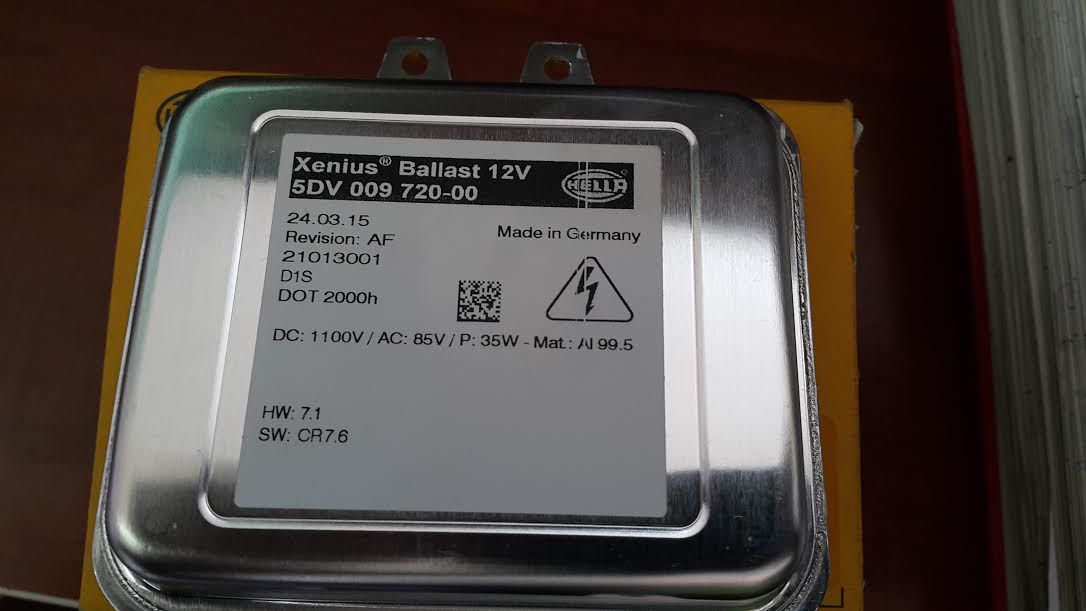 Xenius® Ballast 12V
5DV 009 720-00
HELLA
24.03.15
Made in Germany
Revision: AF
21013001
D1S
DOT 2000h
DC: 1100V / AC: 85V / P: 35W - Mat.: Al 99.5
HW: 7.1
SW: CR7.6